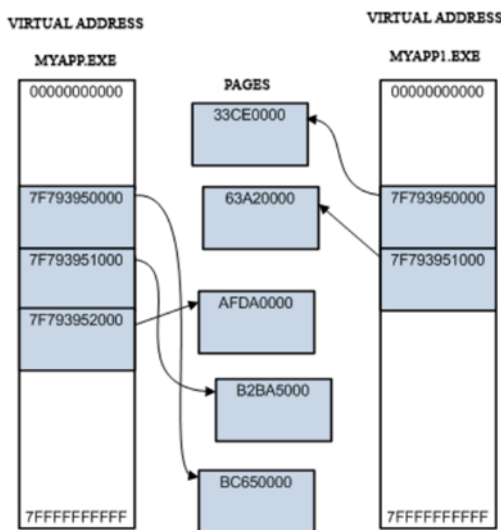 VIRTUAL ADDRESS
MYAPP.EXE
00000000000
7F793950000
7F793951000
7F793952000
7FFFFFFFFFF
PAGES
33CE0000
63A20000
AFDA0000
B2BA5000
BC650000
VIRTUAL ADDRESS
MYAPP1.EXE
00000000000
7F793950000
7F793951000
7FFFFFFFFFF